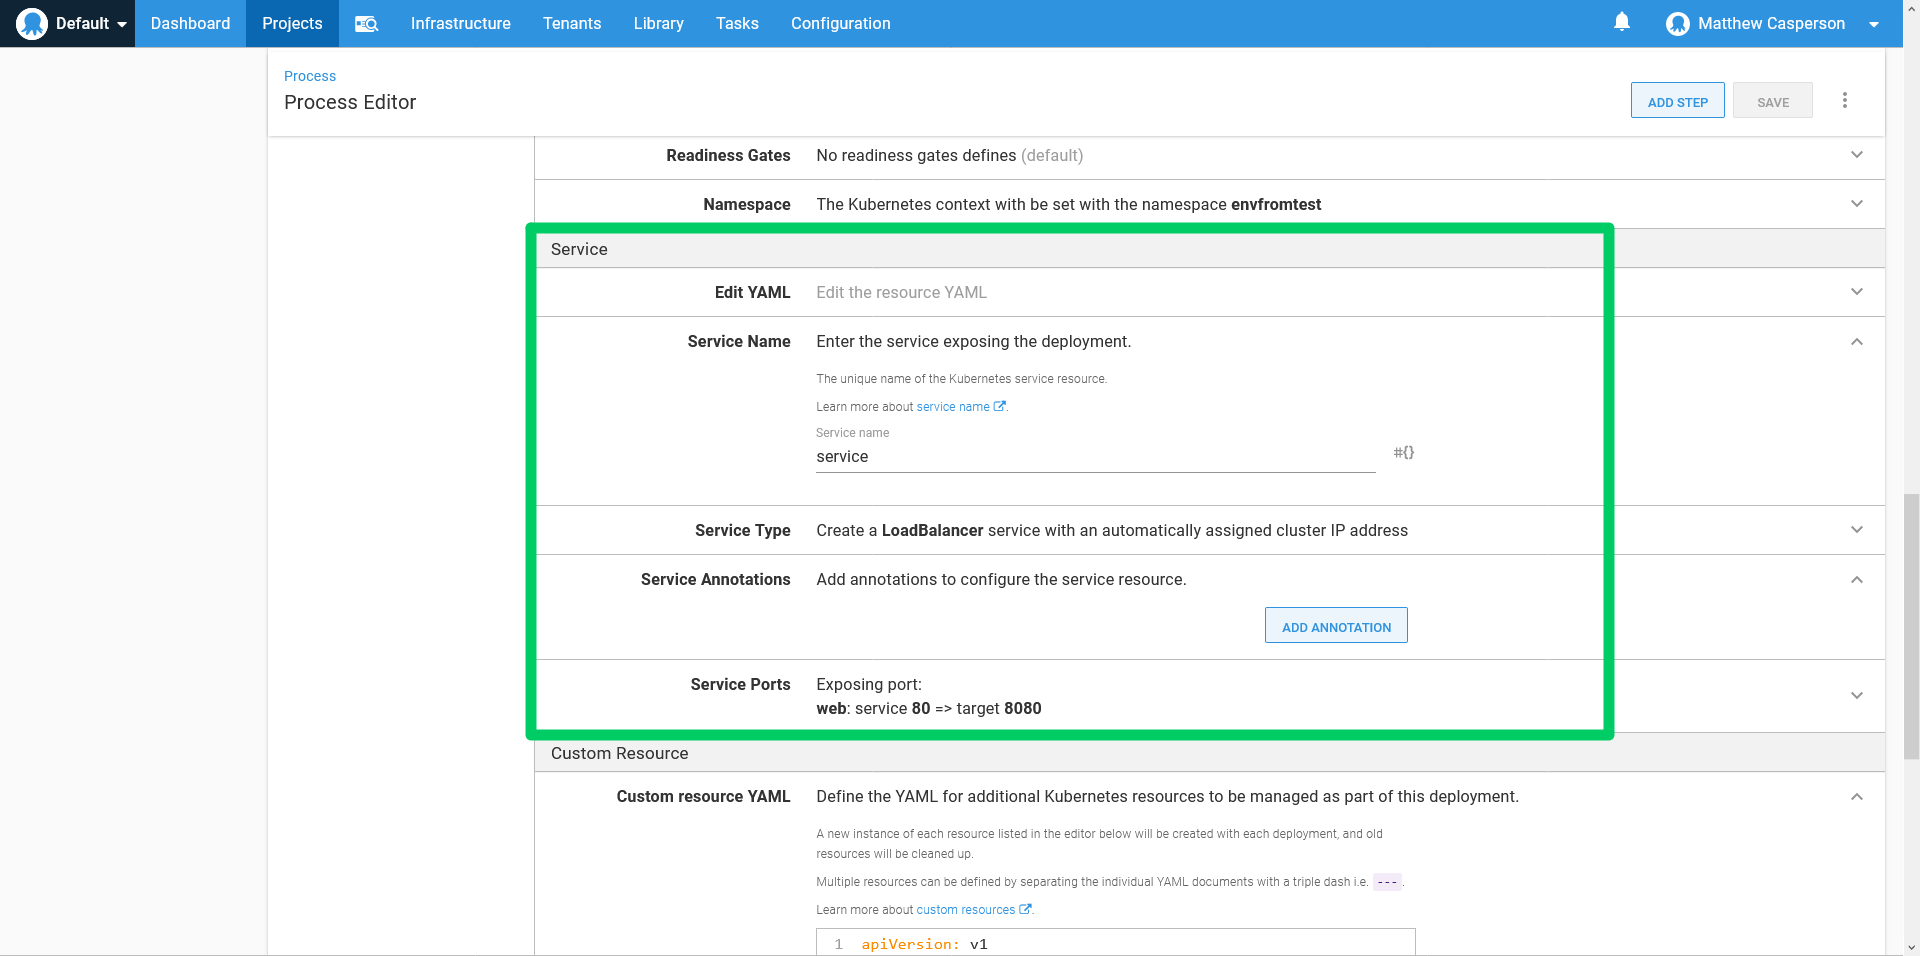 Default Dashboard Projects Infrastructure Tenants Library Tasks Configuration Matthew Casperson
Process
Process Editor
ADD STEP SAVE
Readiness Gates No readiness gates defines (default)
Namespace The Kubernetes context with be set with the namespace envfromtest
Service
Edit YAML Edit the resource YAML
Service Name Enter the service exposing the deployment.
The unique name of the Kubernetes service resource.
Learn more about service name.
Service name
service
#{}
Service Type Create a LoadBalancer service with an automatically assigned cluster IP address
Service Annotations Add annotations to configure the service resource.
ADD ANNOTATION
Service Ports Exposing port:
web: service 80 => target 8080
Custom Resource
Custom resource YAML Define the YAML for additional Kubernetes resources to be managed as part of this deployment.
A new instance of each resource listed in the editor below will be created with each deployment, and old
resources will be cleaned up.
Multiple resources can be defined by separating the individual YAML documents with a triple dash i.e. ---.
Learn more about custom resources.
1 apiVersion: v1